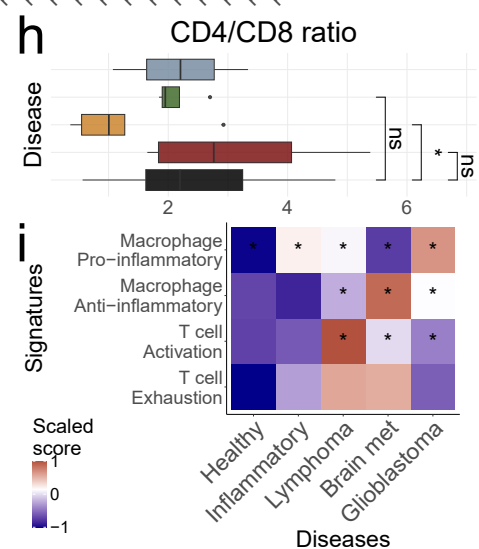 h
CD4/CD8 ratio
Disease
ns
*
ns
2 4 6
i
Signatures
Macrophage
Pro−inflammatory
* * * * *
Macrophage
Anti−inflammatory
* * *
T cell
Activation
* * *
T cell
Exhaustion
Scaled
score
1
0
−1
Healthy
Inflammatory
Lymphoma
Brain met
Glioblastoma
Diseases